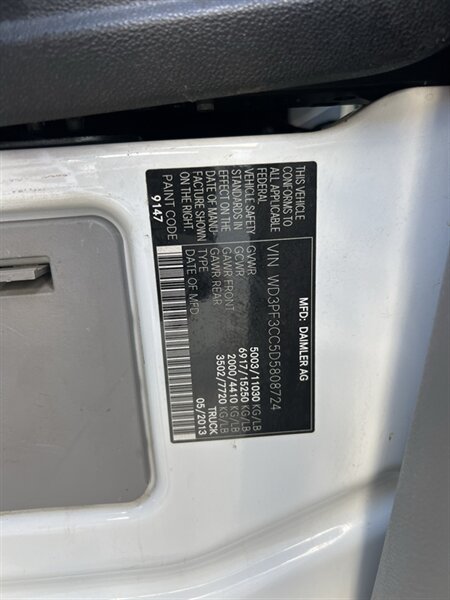 MFD: DAIMLER AG
VIN: WD3PF3CC5D5808724
THIS VEHICLE
CONFORMS TO
ALL APPLICABLE
FEDERAL
VEHICLE SAFETY
STANDARDS IN
EFFECT ON THE
DATE OF MANU-
FACTURE SHOWN
ON THE RIGHT.
PAINT CODE
9147
GVWR 5003/11030 KG/LB
GCWR 6917/15250 KG/LB
GAWR FRONT 2000/4410 KG/LB
GAWR REAR 3502/7720 KG/LB
TYPE TRUCK
DATE OF MANUF. 05/2013